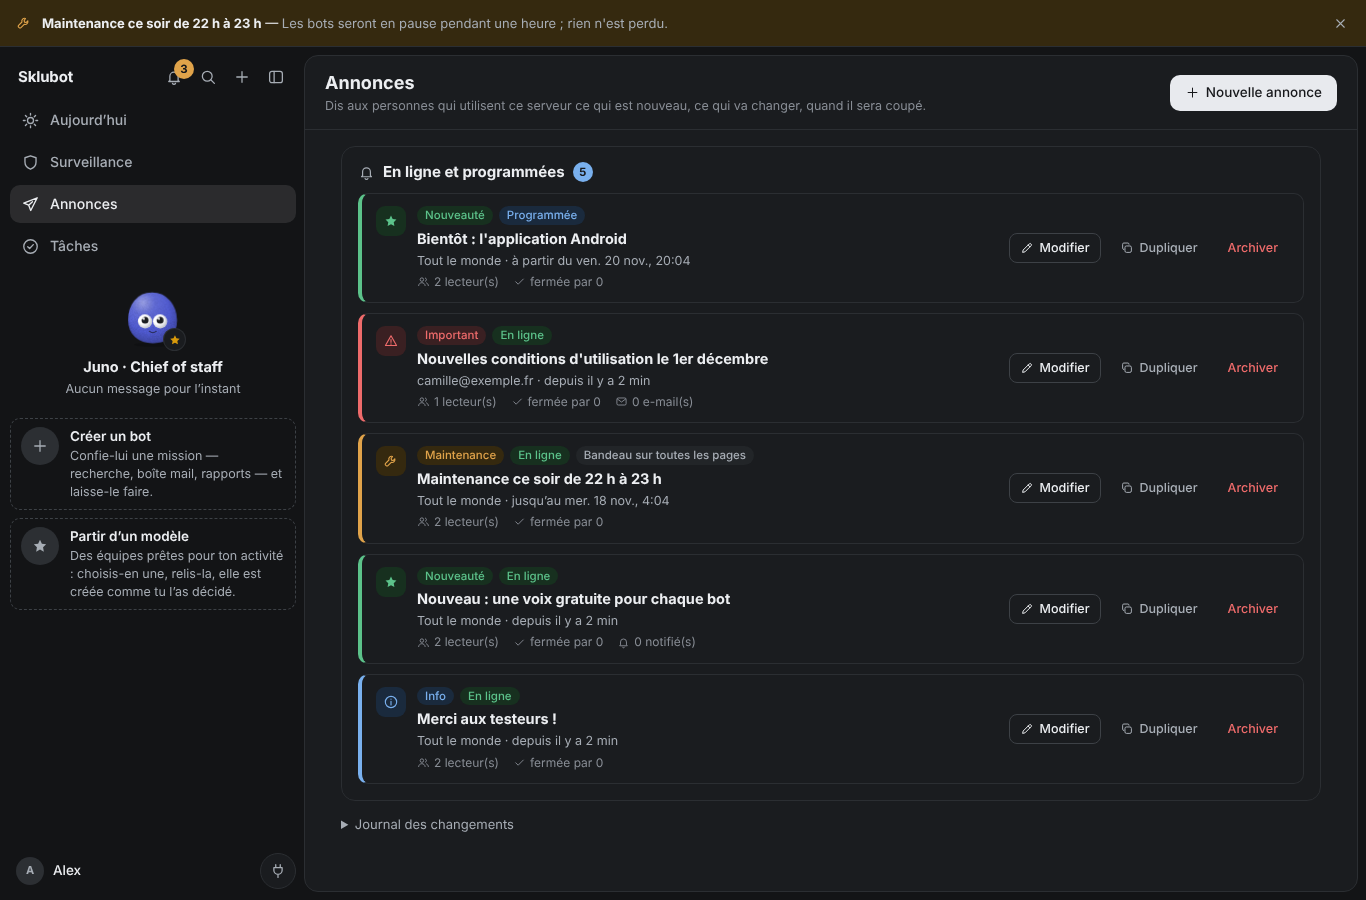 Maintenance ce soir de 22 h à 23 h — Les bots seront en pause pendant une heure ; rien n'est perdu.
Sklubot
3
Aujourd’hui
Surveillance
Annonces
Tâches
Juno · Chief of staff
Aucun message pour l’instant
Créer un bot
Confie-lui une mission —
recherche, boîte mail, rapports — et
laisse-le faire.
Partir d’un modèle
Des équipes prêtes pour ton activité
: choisis-en une, relis-la, elle est
créée comme tu l’as décidé.
A
Alex
Annonces
Dis aux personnes qui utilisent ce serveur ce qui est nouveau, ce qui va changer, quand il sera coupé.
Nouvelle annonce
En ligne et programmées 5
Nouveauté Programmée
Bientôt : l'application Android
Tout le monde · à partir du ven. 20 nov., 20:04
2 lecteur(s) fermée par 0
Modifier Dupliquer Archiver
Important En ligne
Nouvelles conditions d'utilisation le 1er décembre
camille@exemple.fr · depuis il y a 2 min
1 lecteur(s) fermée par 0 0 e-mail(s)
Modifier Dupliquer Archiver
Maintenance En ligne Bandeau sur toutes les pages
Maintenance ce soir de 22 h à 23 h
Tout le monde · jusqu’au mer. 18 nov., 4:04
2 lecteur(s) fermée par 0
Modifier Dupliquer Archiver
Nouveauté En ligne
Nouveau : une voix gratuite pour chaque bot
Tout le monde · depuis il y a 2 min
2 lecteur(s) fermée par 0 0 notifié(s)
Modifier Dupliquer Archiver
Info En ligne
Merci aux testeurs !
Tout le monde · depuis il y a 2 min
2 lecteur(s) fermée par 0
Modifier Dupliquer Archiver
Journal des changements